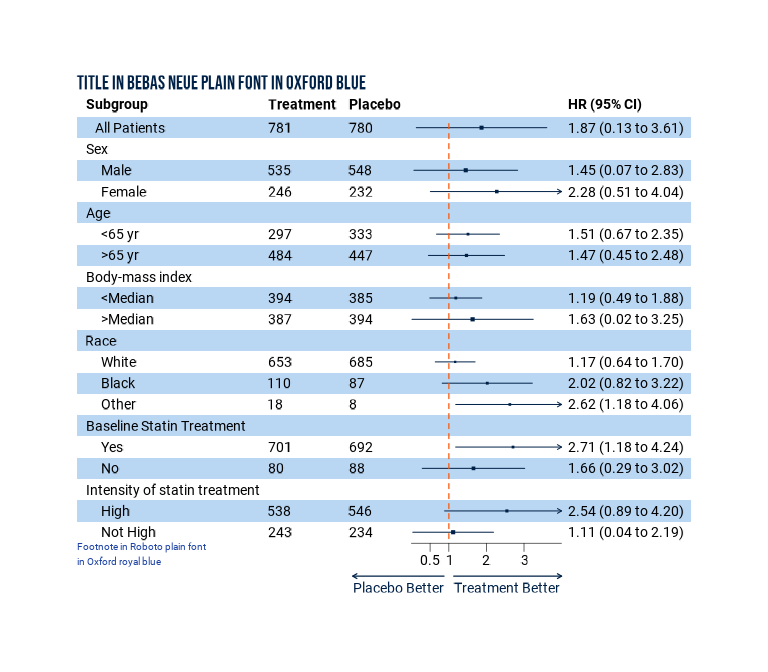 TITLE IN BEBAS NEUE PLAIN FONT IN OXFORD BLUE
Subgroup Treatment Placebo HR (95% CI)
All Patients 781 780 1.87 (0.13 to 3.61)
Sex
Male 535 548 1.45 (0.07 to 2.83)
Female 246 232 2.28 (0.51 to 4.04)
Age
<65 yr 297 333 1.51 (0.67 to 2.35)
>65 yr 484 447 1.47 (0.45 to 2.48)
Body-mass index
<Median 394 385 1.19 (0.49 to 1.88)
>Median 387 394 1.63 (0.02 to 3.25)
Race
White 653 685 1.17 (0.64 to 1.70)
Black 110 87 2.02 (0.82 to 3.22)
Other 18 8 2.62 (1.18 to 4.06)
Baseline Statin Treatment
Yes 701 692 2.71 (1.18 to 4.24)
No 80 88 1.66 (0.29 to 3.02)
Intensity of statin treatment
High 538 546 2.54 (0.89 to 4.20)
Not High 243 234 1.11 (0.04 to 2.19)
Footnote in Roboto plain font
in Oxford royal blue
0.5 1 2 3
Placebo Better Treatment Better